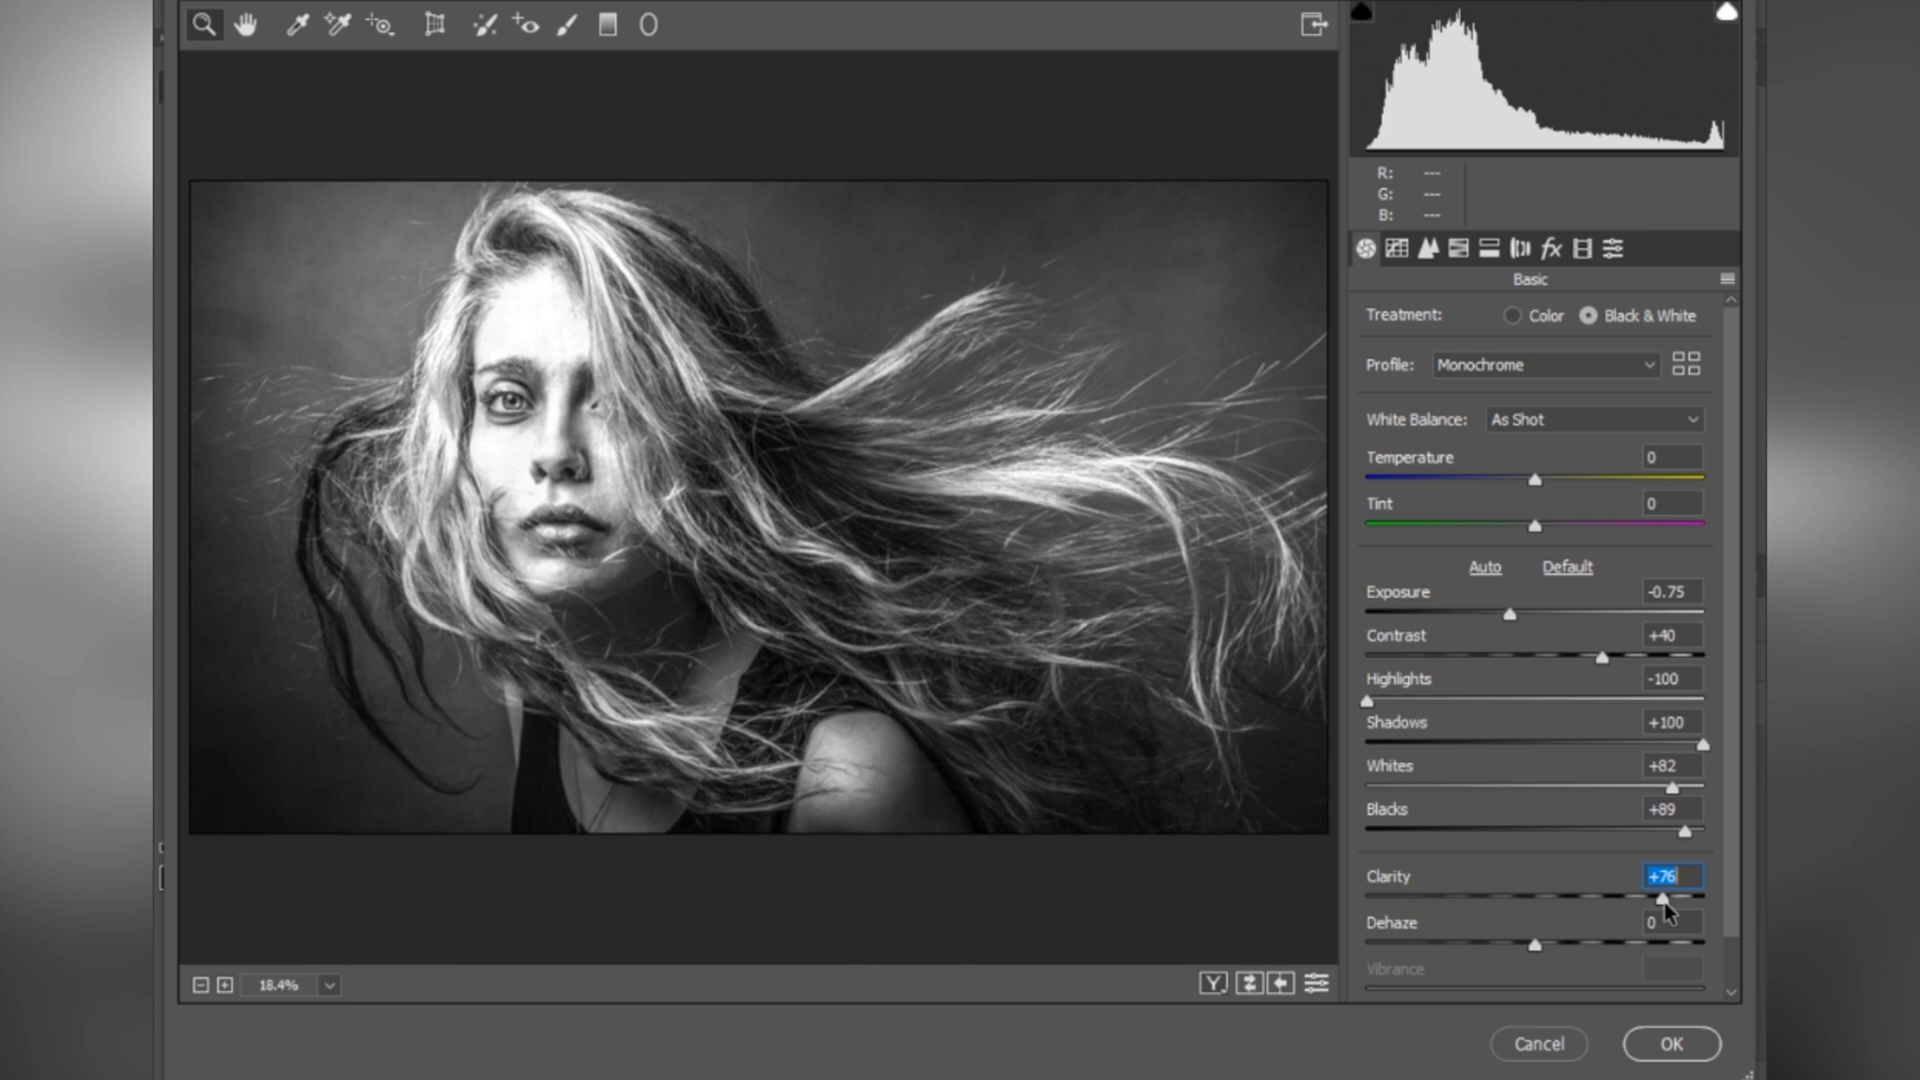 R: ---
G: ---
B: ---
fx
Basic
Treatment: Color Black & White
Profile: Monochrome
White Balance: As Shot
Temperature 0
Tint 0
Auto Default
Exposure -0.75
Contrast +40
Highlights -100
Shadows +100
Whites +82
Blacks +89
Clarity +76
Dehaze 0
Vibrance
18.4%
Y
Cancel OK